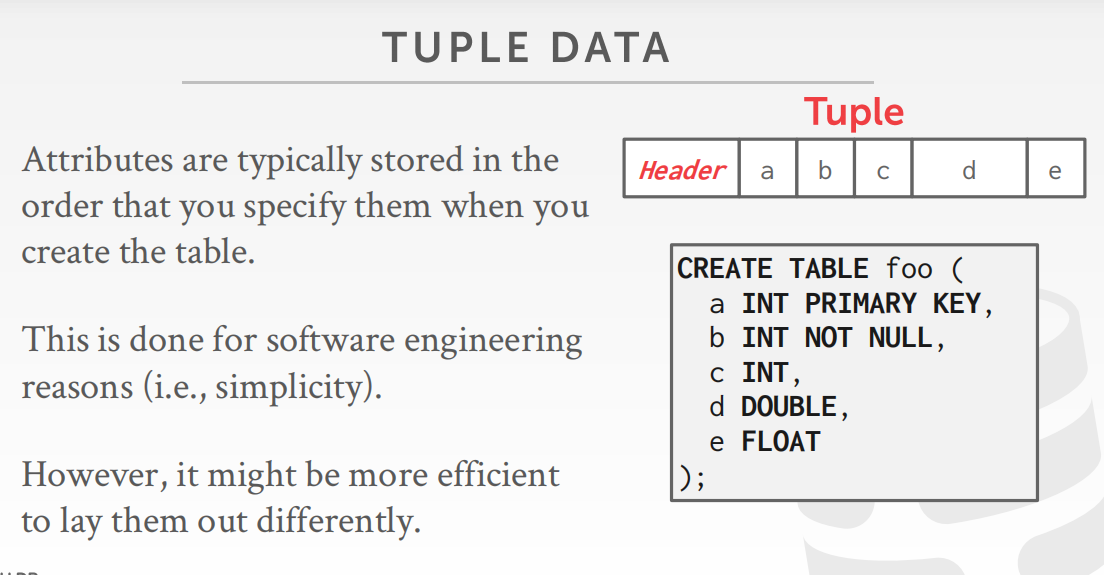 TUPLE DATA
Attributes are typically stored in the
order that you specify them when you
create the table.
This is done for software engineering
reasons (i.e., simplicity).
However, it might be more efficient
to lay them out differently.
Tuple
Header a b c d e
CREATE TABLE foo (
a INT PRIMARY KEY,
b INT NOT NULL,
c INT,
d DOUBLE,
e FLOAT
);